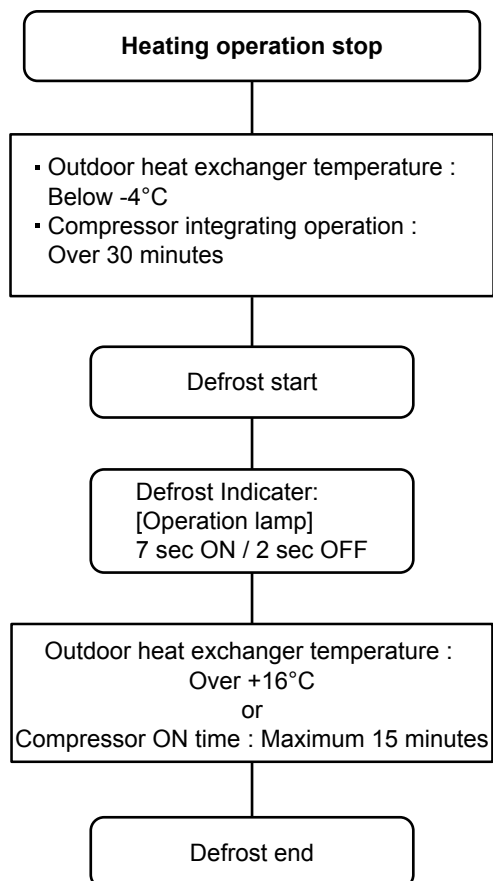 Heating operation stop
▪ Outdoor heat exchanger temperature :
Below -4°C
▪ Compressor integrating operation :
Over 30 minutes
Defrost start
Defrost Indicater:
[Operation lamp]
7 sec ON / 2 sec OFF
Outdoor heat exchanger temperature :
Over +16°C
or
Compressor ON time : Maximum 15 minutes
Defrost end